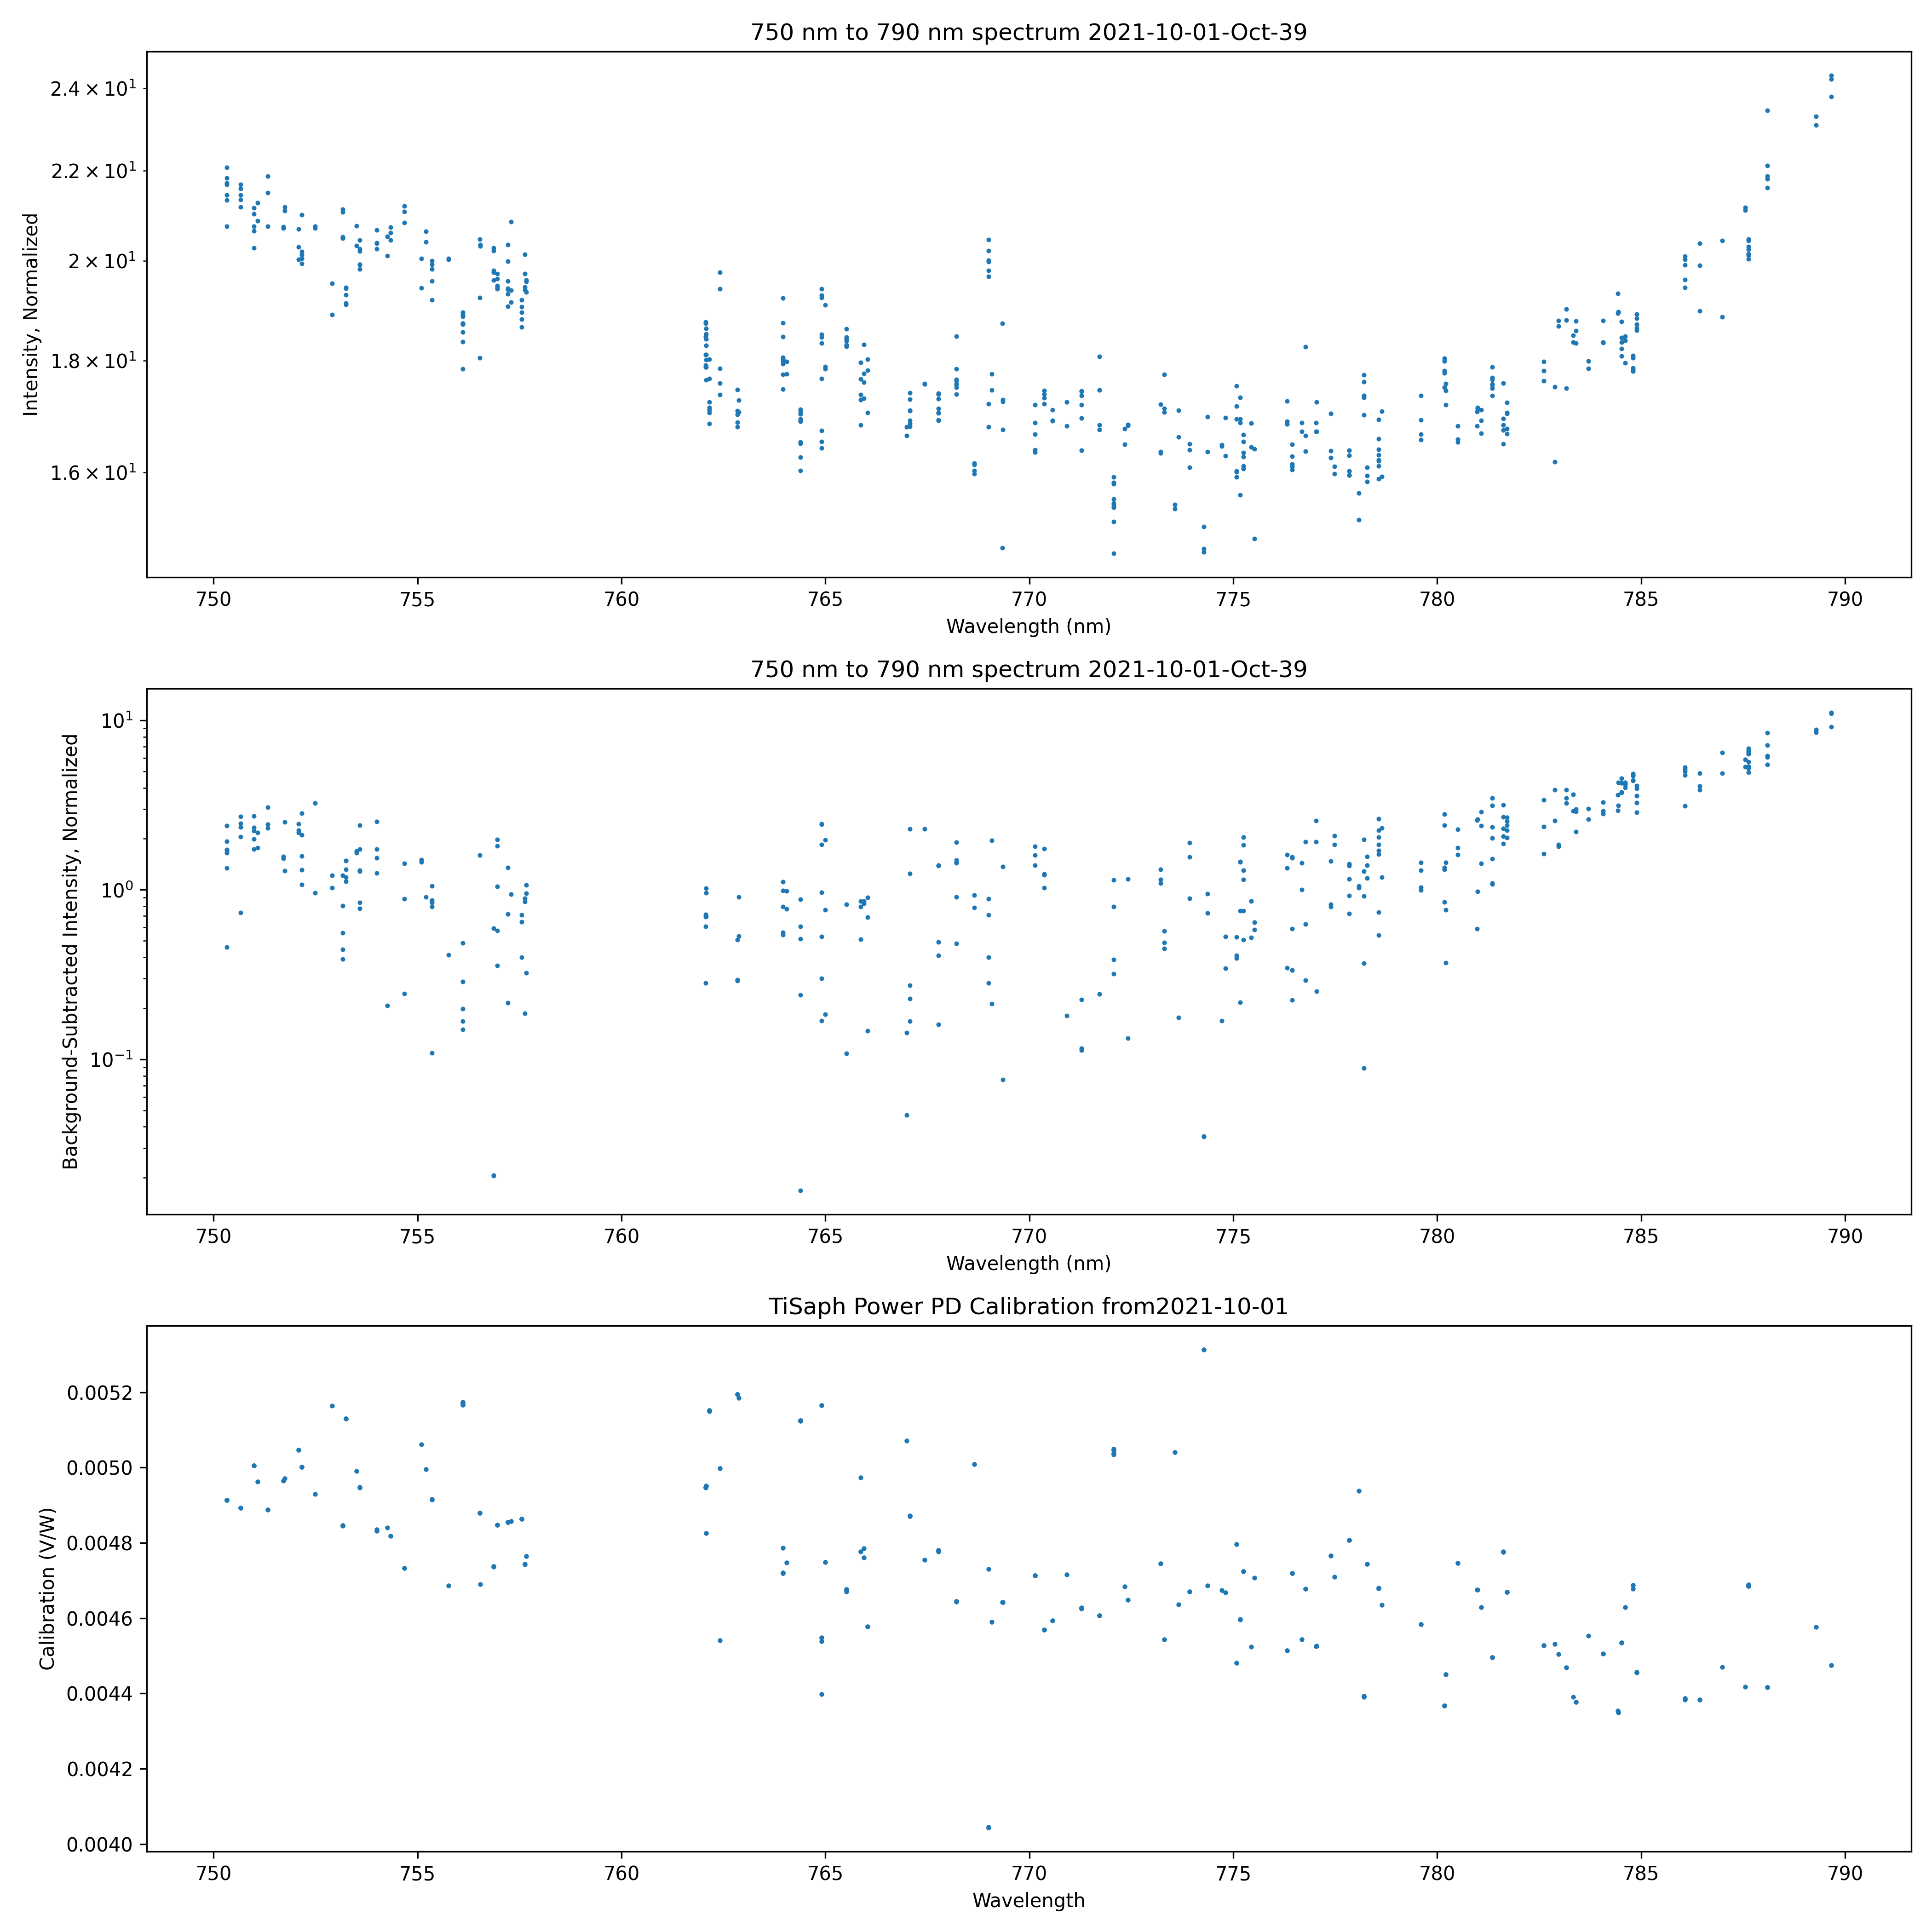 750 nm to 790 nm spectrum 2021-10-01-Oct-39
Intensity, Normalized
2.4 × 10¹
2.2 × 10¹
2 × 10¹
1.8 × 10¹
1.6 × 10¹
750 755 760 765 770 775 780 785 790
Wavelength (nm)
750 nm to 790 nm spectrum 2021-10-01-Oct-39
Background-Subtracted Intensity, Normalized
10¹
10⁰
10⁻¹
750 755 760 765 770 775 780 785 790
Wavelength (nm)
TiSaph Power PD Calibration from2021-10-01
Calibration (V/W)
0.0052
0.0050
0.0048
0.0046
0.0044
0.0042
0.0040
750 755 760 765 770 775 780 785 790
Wavelength